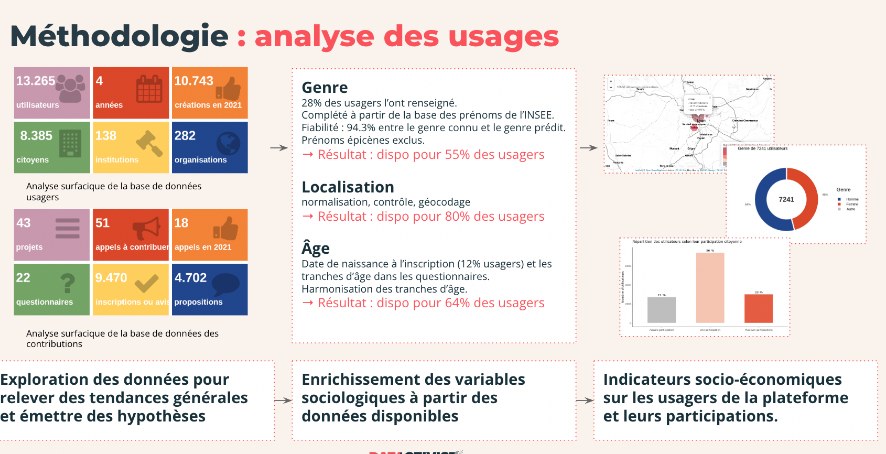 Méthodologie : analyse des usages
13.265
utilisateurs
4
années
10.743
créations en 2021
8.385
citoyens
138
institutions
282
organisations
Analyse surfacique de la base de données
usagers
43
projets
51
appels à contribuer
18
appels en 2021
22
questionnaires
9.470
inscriptions ou avis
4.702
propositions
Analyse surfacique de la base de données des
contributions
Genre
28% des usagers l’ont renseigné.
Complété à partir de la base des prénoms de l’INSEE.
Fiabilité : 94.3% entre le genre connu et le genre prédit.
Prénoms épicènes exclus.
→ Résultat : dispo pour 55% des usagers
Localisation
normalisation, contrôle, géocodage
→ Résultat : dispo pour 80% des usagers
Âge
Date de naissance à l’inscription (12% usagers) et les
tranches d’âge dans les questionnaires.
Harmonisation des tranches d’âge.
→ Résultat : dispo pour 64% des usagers
Genre de 7241 utilisateurs
7241
Genre
Homme
Femme
Exploration des données pour
relever des tendances générales
et émettre des hypothèses
Enrichissement des variables
sociologiques à partir des
données disponibles
Indicateurs socio-économiques
sur les usagers de la plateforme
et leurs participations.